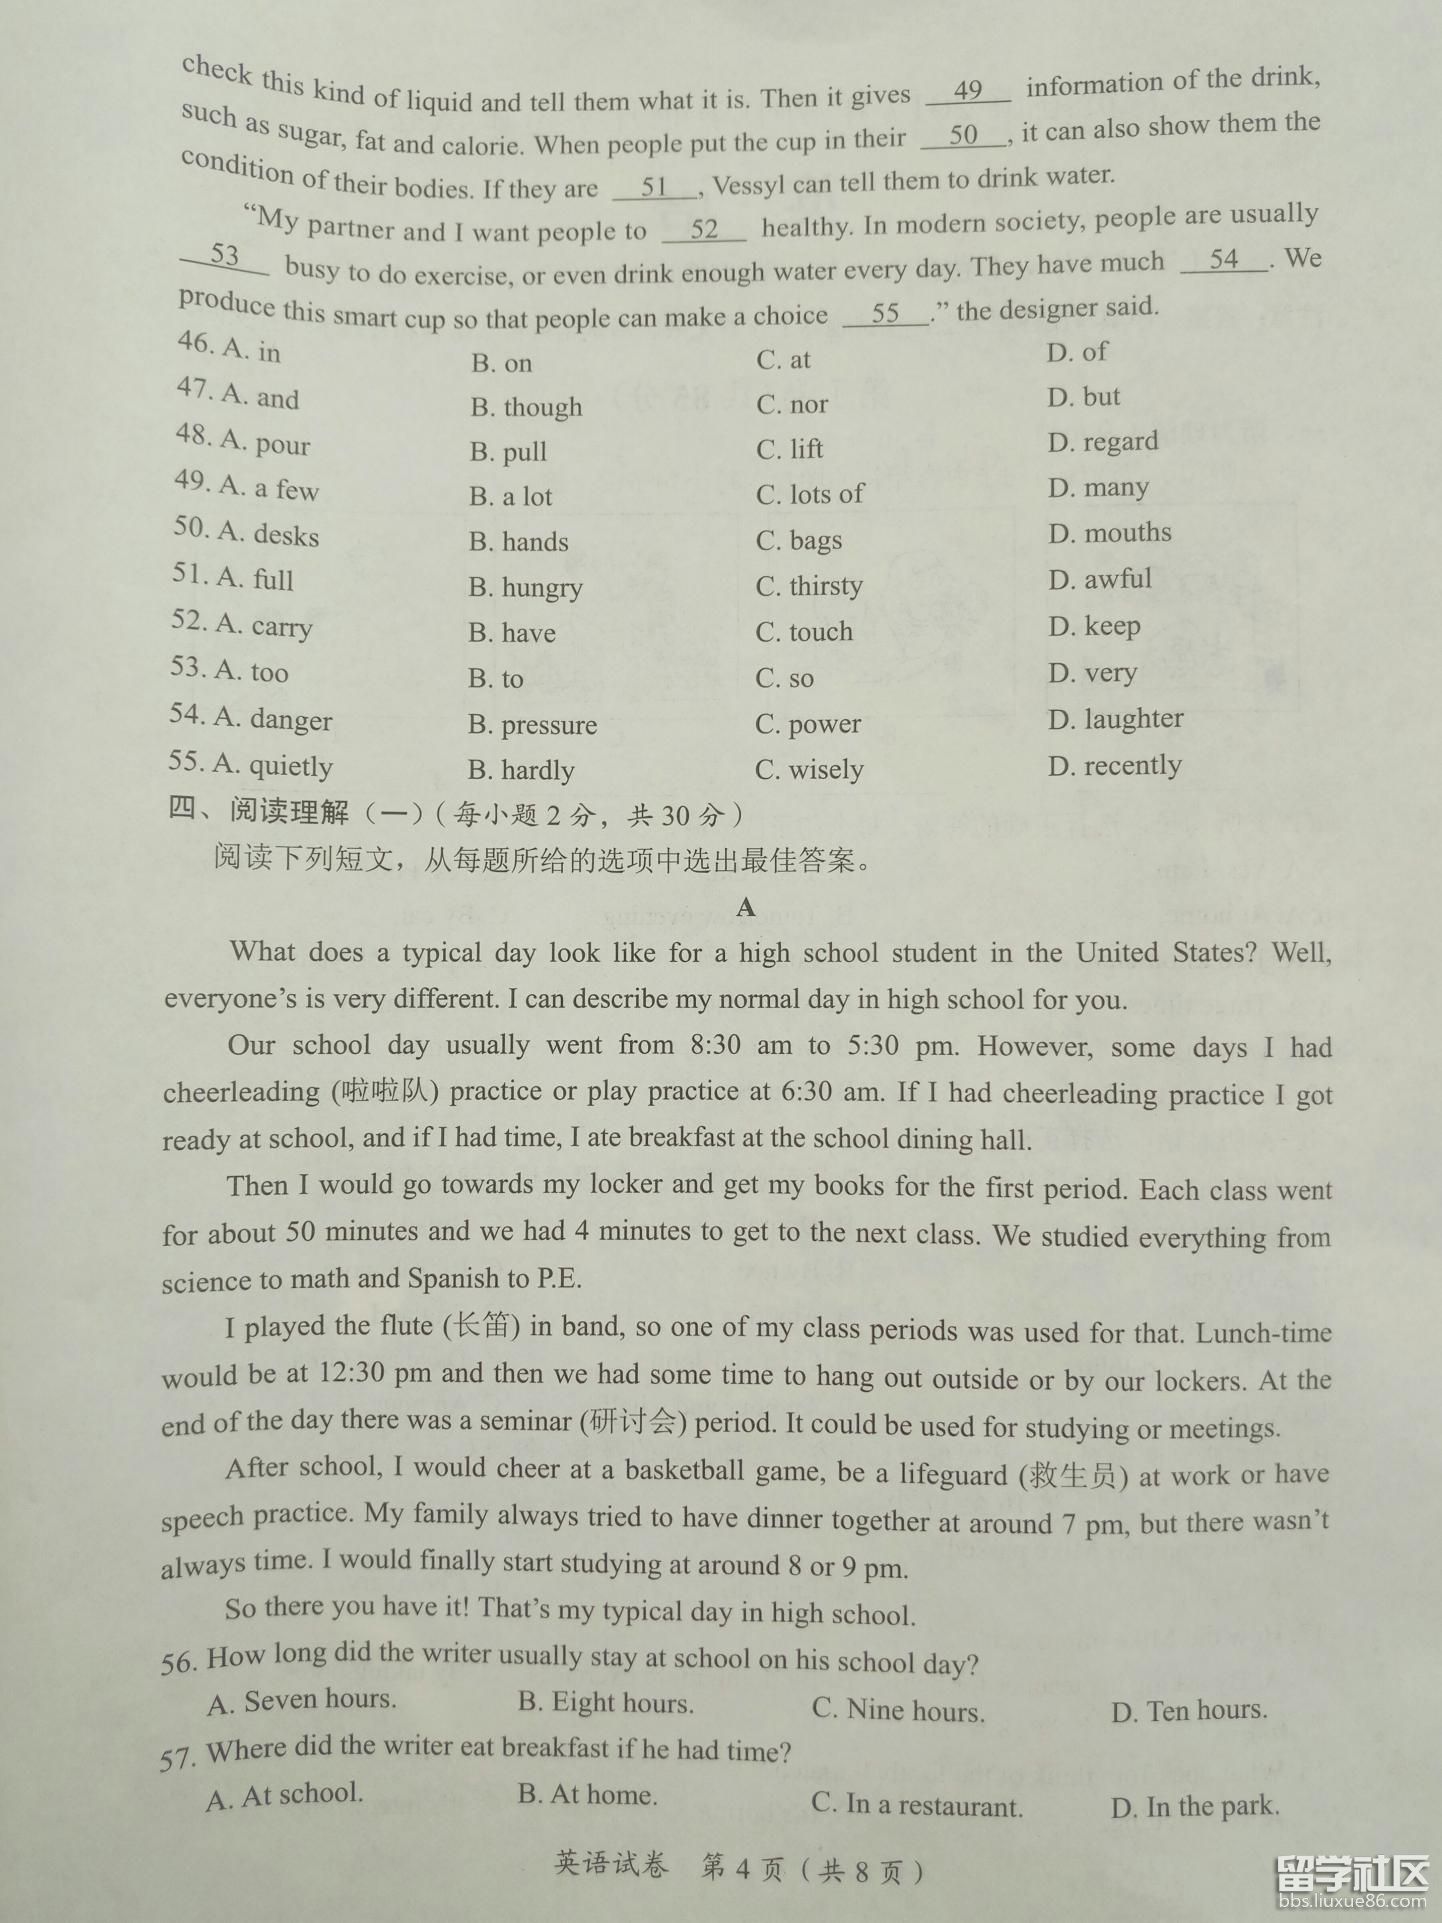 check this kind of liquid and tell them what it is. Then it gives 49 information of the drink,
such as sugar, fat and calorie. When people put the cup in their 50, it can also show them the
condition of their bodies. If they are 51, Vessyl can tell them to drink water.
“My partner and I want people to 52 healthy. In modern society, people are usually
53 busy to do exercise, or even drink enough water every day. They have much 54. We
produce this smart cup so that people can make a choice 55.” the designer said.
46. A. in B. on C. at D. of
47. A. and B. though C. nor D. but
48. A. pour B. pull C. lift D. regard
49. A. a few B. a lot C. lots of D. many
50. A. desks B. hands C. bags D. mouths
51. A. full B. hungry C. thirsty D. awful
52. A. carry B. have C. touch D. keep
53. A. too B. to C. so D. very
54. A. danger B. pressure C. power D. laughter
55. A. quietly B. hardly C. wisely D. recently
四、阅读理解（一）（每小题2分，共30分）
阅读下列短文，从每题所给的选项中选出最佳答案。
A
What does a typical day look like for a high school student in the United States? Well,
everyone’s is very different. I can describe my normal day in high school for you.
Our school day usually went from 8:30 am to 5:30 pm. However, some days I had
cheerleading (啦啦队) practice or play practice at 6:30 am. If I had cheerleading practice I got
ready at school, and if I had time, I ate breakfast at the school dining hall.
Then I would go towards my locker and get my books for the first period. Each class went
for about 50 minutes and we had 4 minutes to get to the next class. We studied everything from
science to math and Spanish to P.E.
I played the flute (长笛) in band, so one of my class periods was used for that. Lunch-time
would be at 12:30 pm and then we had some time to hang out outside or by our lockers. At the
end of the day there was a seminar (研讨会) period. It could be used for studying or meetings.
After school, I would cheer at a basketball game, be a lifeguard (救生员) at work or have
speech practice. My family always tried to have dinner together at around 7 pm, but there wasn’t
always time. I would finally start studying at around 8 or 9 pm.
So there you have it! That’s my typical day in high school.
56. How long did the writer usually stay at school on his school day?
A. Seven hours. B. Eight hours. C. Nine hours. D. Ten hours.
57. Where did the writer eat breakfast if he had time?
A. At school. B. At home. C. In a restaurant. D. In the park.
英语试卷 第4页（共8页）
留学社区
bbs.liuxue86.com